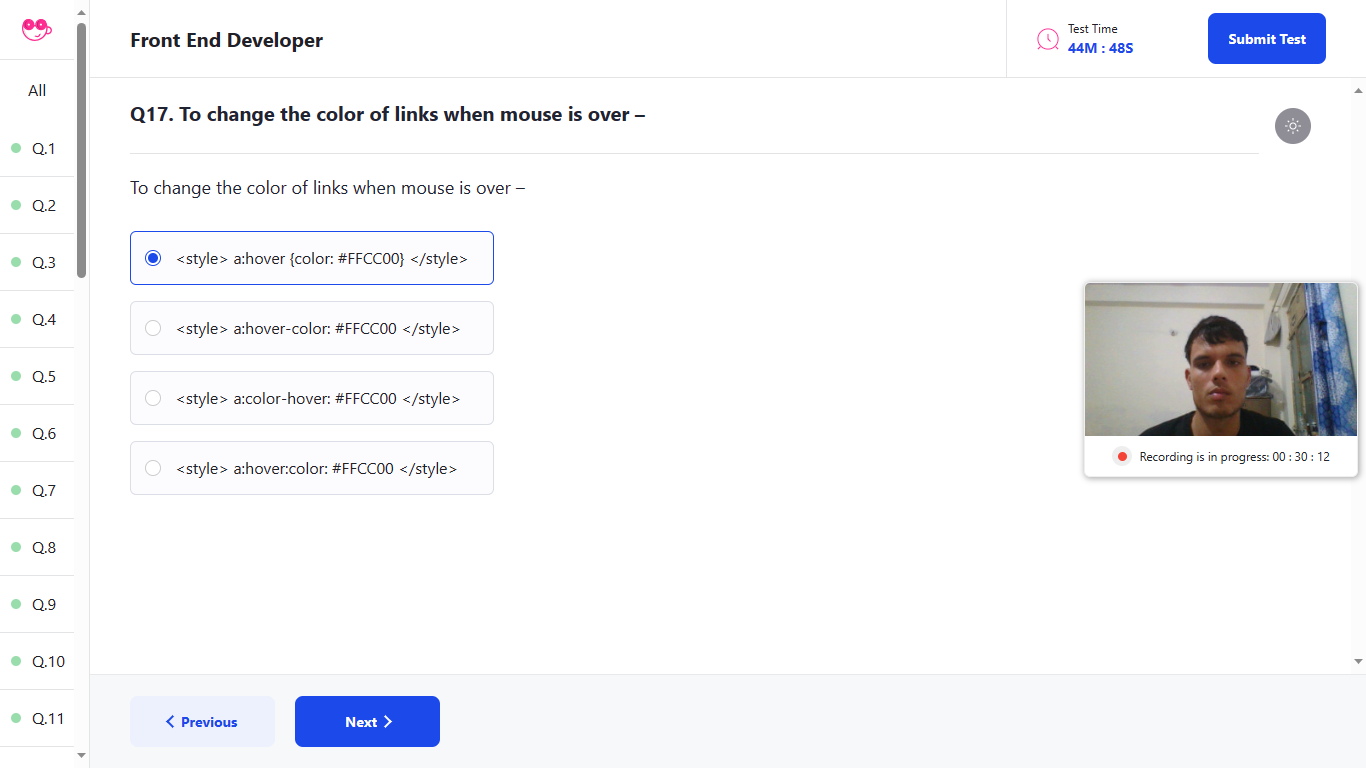 Front End Developer
Test Time
44M : 48S
Submit Test
All
Q.1
Q.2
Q.3
Q.4
Q.5
Q.6
Q.7
Q.8
Q.9
Q.10
Q.11
Q17. To change the color of links when mouse is over –
To change the color of links when mouse is over –
<style> a:hover {color: #FFCC00} </style>
<style> a:hover-color: #FFCC00 </style>
<style> a:color-hover: #FFCC00 </style>
<style> a:hover:color: #FFCC00 </style>
Recording is in progress: 00 : 30 : 12
Previous
Next